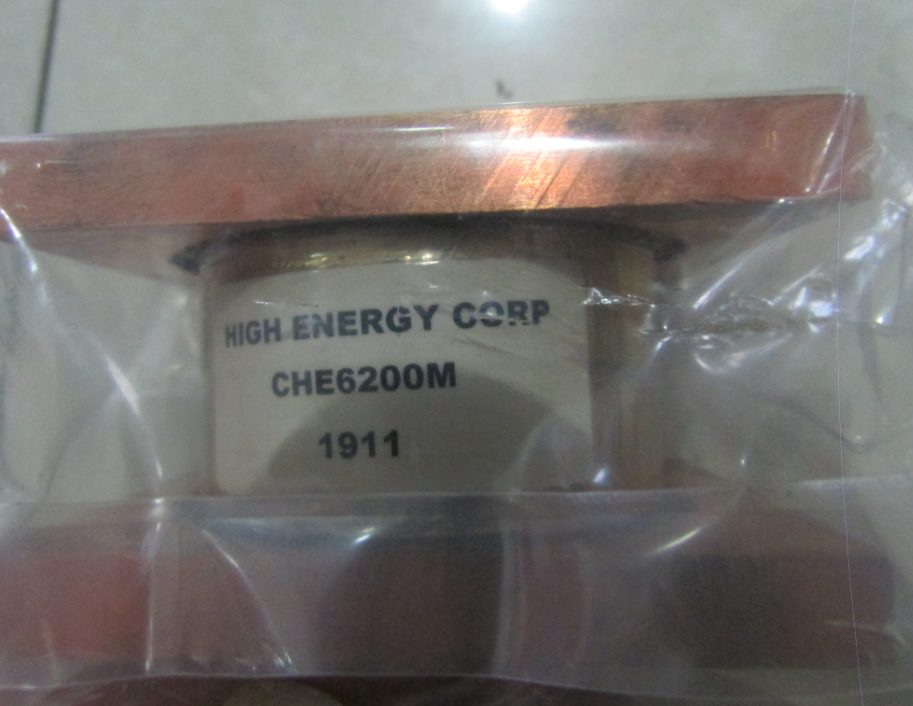 HIGH ENERGY CORP
CHE6200M
1911